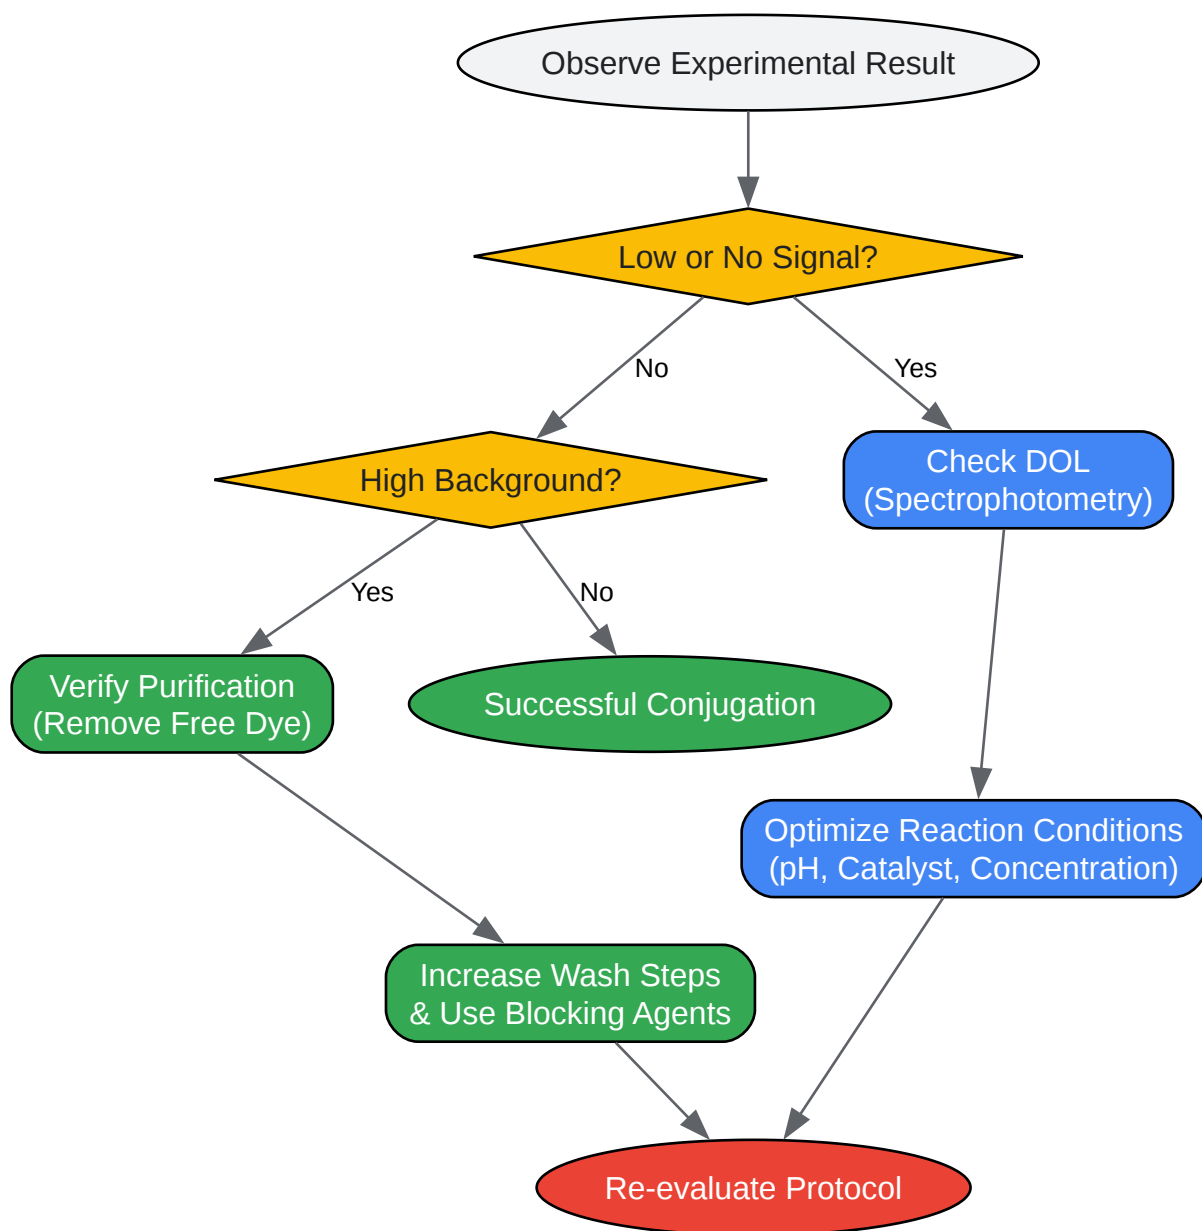 Observe Experimental Result
Low or No Signal?
No
Yes
High Background?
Check DOL
(Spectrophotometry)
Yes
No
Verify Purification
(Remove Free Dye)
Successful Conjugation
Optimize Reaction Conditions
(pH, Catalyst, Concentration)
Increase Wash Steps
& Use Blocking Agents
Re-evaluate Protocol